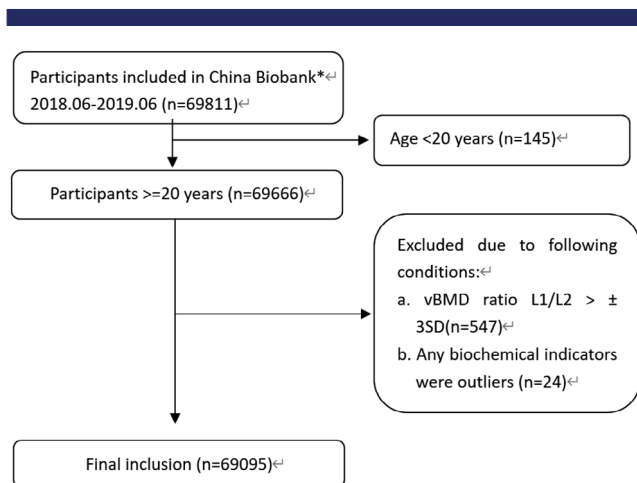 Participants included in China Biobank*↵
2018.06-2019.06 (n=69811)↵
Age <20 years (n=145)↵
Participants >=20 years (n=69666)↵
Excluded due to following
conditions:↵
a. vBMD ratio L1/L2 > ±
3SD(n=547)↵
b. Any biochemical indicators
were outliers (n=24)↵
Final inclusion (n=69095)↵